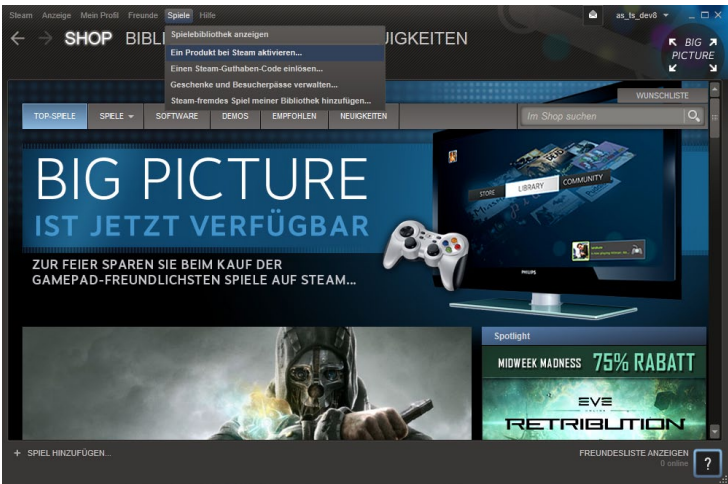 Steam Anzeige Mein Profil Freunde Spiele Hilfe
as_ts_dev8
Spielebibliothek anzeigen
Ein Produkt bei Steam aktivieren...
Einen Steam-Guthaben-Code einlösen...
Geschenke und Besucherpässe verwalten...
Steam-fremdes Spiel meiner Bibliothek hinzufügen...
SHOP BIBLI UIGKEITEN
BIG
PICTURE
WUNSCHLISTE
TOP-SPIELE SPIELE SOFTWARE DEMOS EMPFOHLEN NEUIGKEITEN
Im Shop suchen
BIG PICTURE
IST JETZT VERFÜGBAR
ZUR FEIER SPAREN SIE BEIM KAUF DER
GAMEPAD-FREUNDLICHSTEN SPIELE AUF STEAM...
STORE LIBRARY COMMUNITY
PHILIPS
Spotlight
MIDWEEK MADNESS 75% RABATT
EVE
RETRIBUTION
+ SPIEL HINZUFÜGEN...
FREUNDESLISTE ANZEIGEN
0 online
?